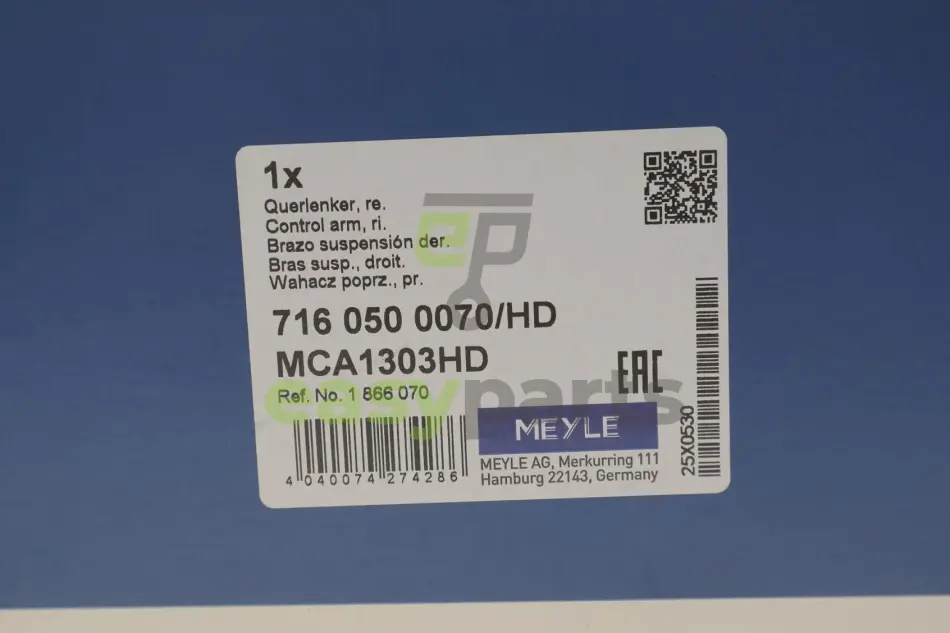 1x
Querlenker, re.
Control arm, ri.
Brazo suspensión der.
Bras susp., droit.
Wahacz poprz., pr.
716 050 0070/HD
MCA1303HD
Ref. No. 1 866 070
EAC
ep
easyparts
MEYLE
MEYLE AG, Merkurring 111
Hamburg 22143, Germany
4 040074 274286
25X0530